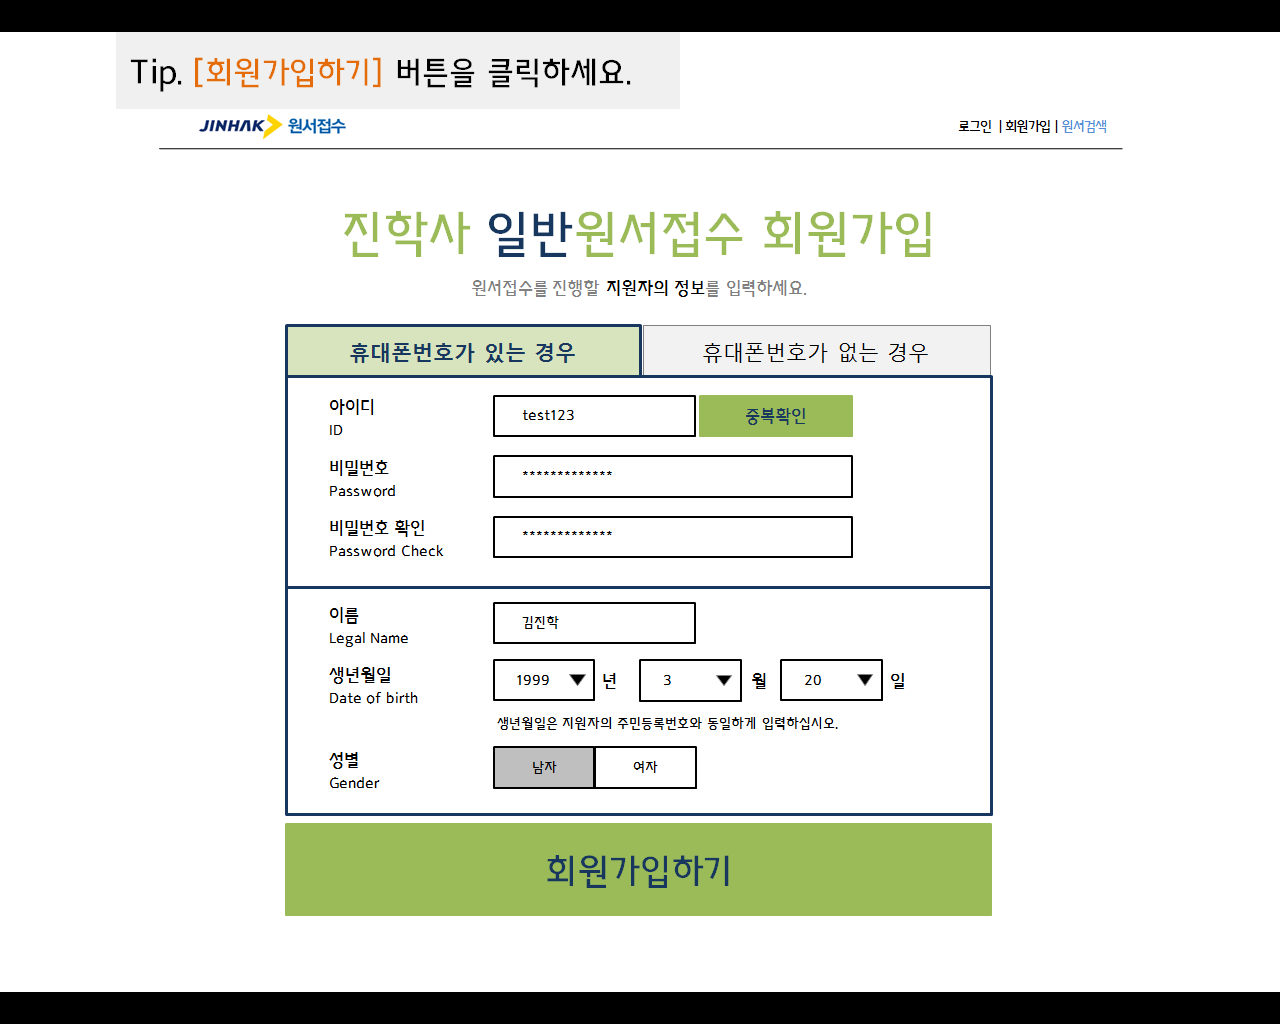 Tip. [회원가입하기] 버튼을 클릭하세요.
JINHAK 원서접수
로그인 | 회원가입 | 원서검색
진학사 일반원서접수 회원가입
원서접수를 진행할 지원자의 정보를 입력하세요.
휴대폰번호가 있는 경우 휴대폰번호가 없는 경우
아이디
ID
test123
중복확인
비밀번호
Password
*************
비밀번호 확인
Password Check
*************
이름
Legal Name
김진학
생년월일
Date of birth
1999 년 3 월 20 일
생년월일은 지원자의 주민등록번호와 동일하게 입력하십시오.
성별
Gender
남자 여자
회원가입하기